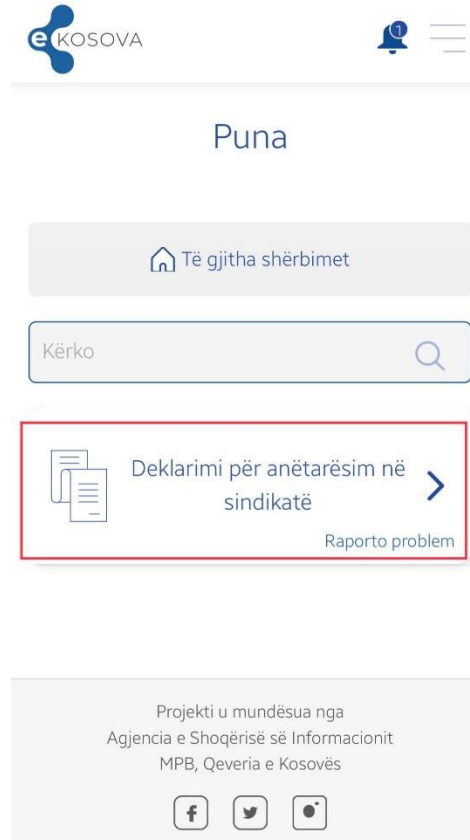 e KOSOVA
1
Puna
Të gjitha shërbimet
Kërko
Deklarimi për anëtarësim në
sindikatë
Raporto problem
Projekti u mundësua nga
Agjencia e Shoqërisë së Informacionit
MPB, Qeveria e Kosovës